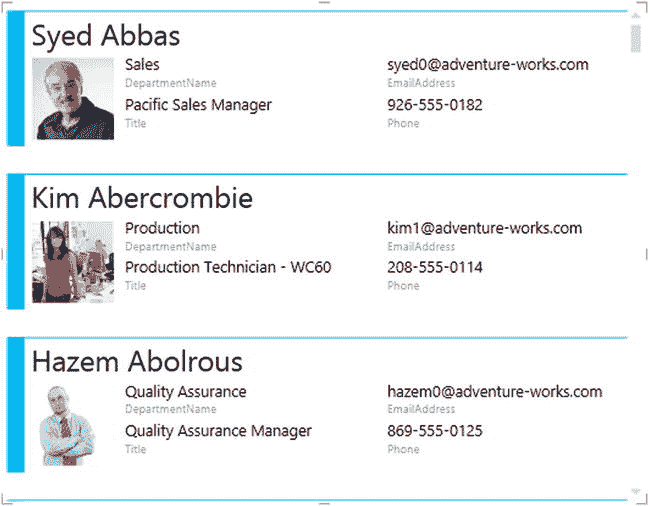 Syed Abbas
Sales syed0@adventure-works.com
DepartmentName EmailAddress
Pacific Sales Manager 926-555-0182
Title Phone
Kim Abercrombie
Production kim1@adventure-works.com
DepartmentName EmailAddress
Production Technician - WC60 208-555-0114
Title Phone
Hazem Abolrous
Quality Assurance hazem0@adventure-works.com
DepartmentName EmailAddress
Quality Assurance Manager 869-555-0125
Title Phone